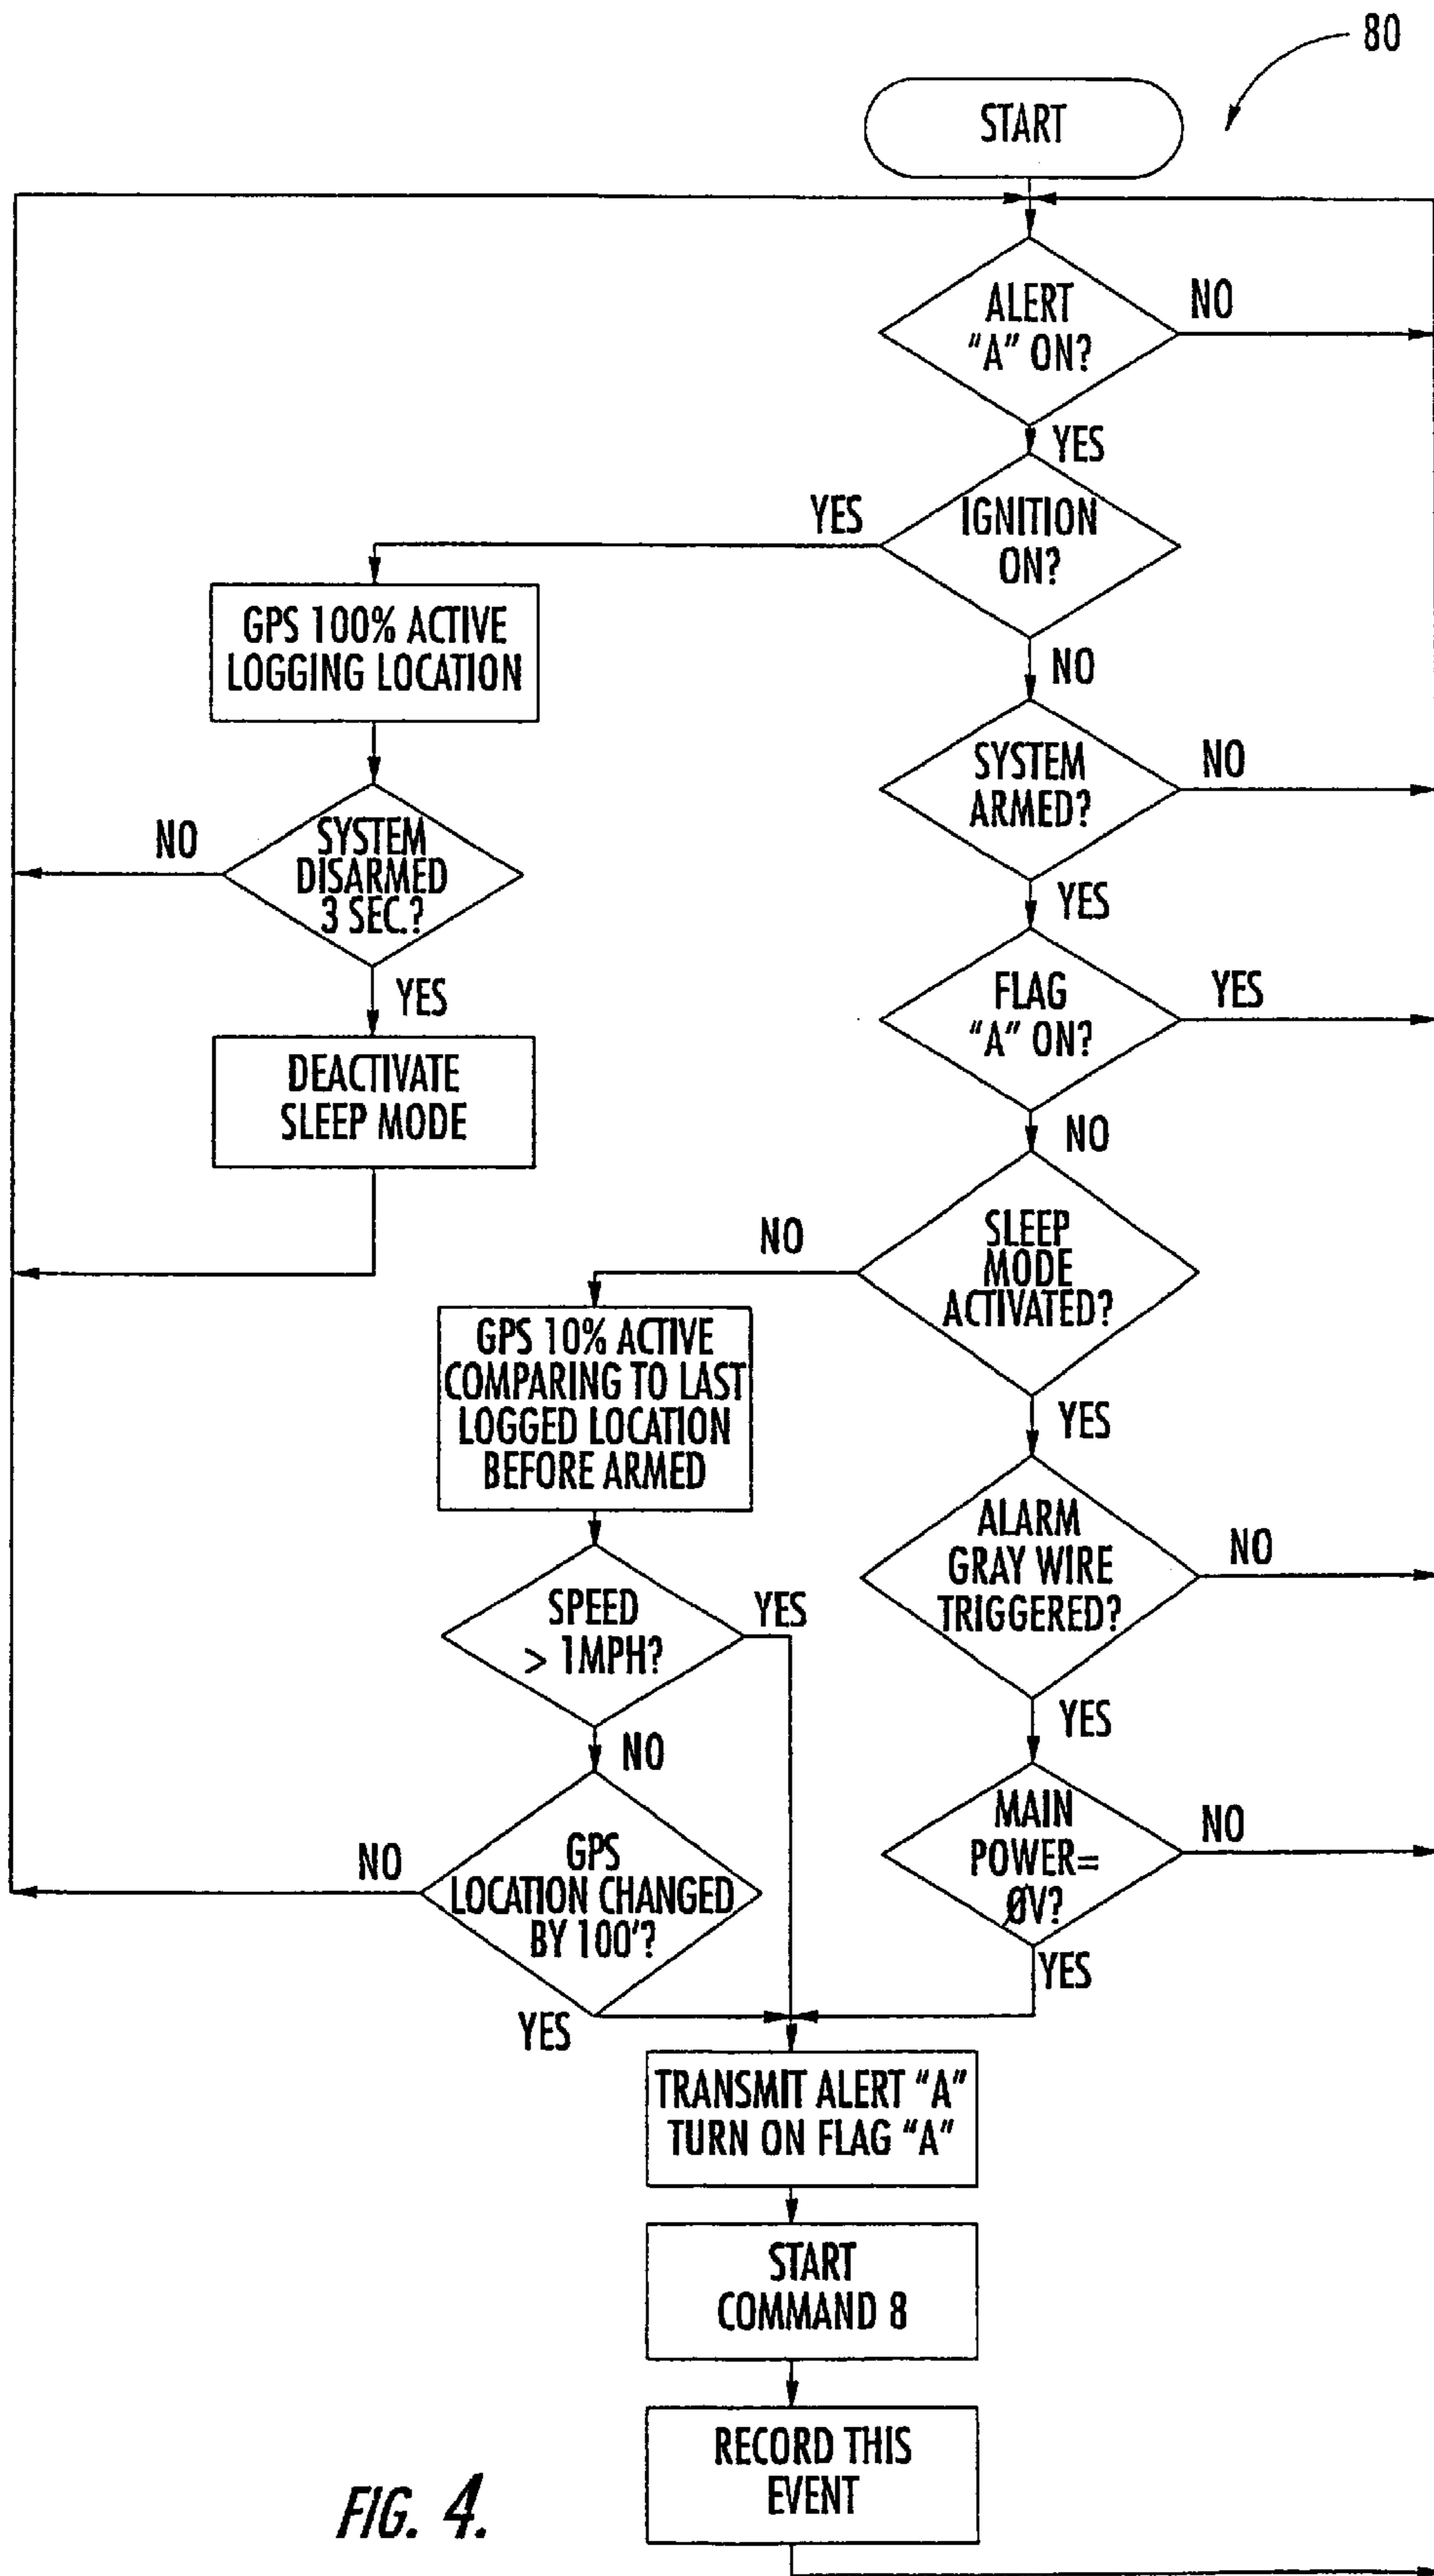 80
START
ALERT
"A" ON?
NO
YES
IGNITION
ON?
YES
NO
GPS 100% ACTIVE
LOGGING LOCATION
SYSTEM
ARMED?
NO
YES
SYSTEM
DISARMED
3 SEC.?
NO
YES
DEACTIVATE
SLEEP MODE
FLAG
"A" ON?
YES
NO
SLEEP
MODE
ACTIVATED?
NO
YES
GPS 10% ACTIVE
COMPARING TO LAST
LOGGED LOCATION
BEFORE ARMED
ALARM
GRAY WIRE
TRIGGERED?
NO
YES
SPEED
> 1MPH?
YES
NO
GPS
LOCATION CHANGED
BY 100'?
NO
YES
MAIN
POWER=
0V?
NO
YES
TRANSMIT ALERT "A"
TURN ON FLAG "A"
START
COMMAND 8
RECORD THIS
EVENT
FIG. 4.